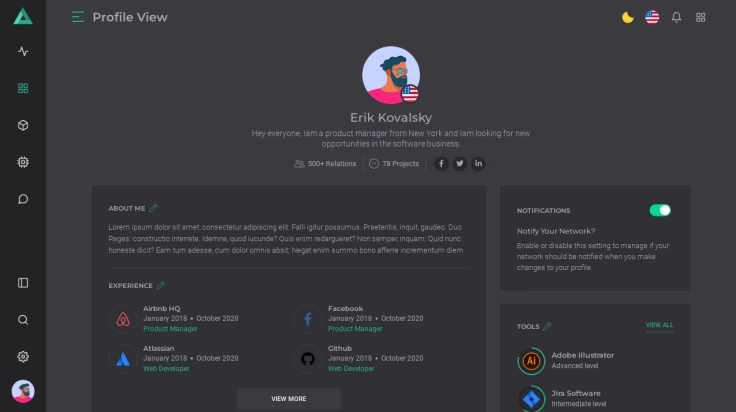 Profile View
Erik Kovalsky
Hey everyone, Iam a product manager from New York and Iam looking for new
opportunities in the software business.
500+ Relations
78 Projects
ABOUT ME
Lorem ipsum dolor sit amet, consectetur adipiscing elit. Falli igitur possumus. Praetentis, inquit, gaudeo. Duo
Reges: constructio interrete. Idemne, quod iucunde? Quis enim redargueret? Non semper, inquam; Quid nunc
honeste dicit? Eam tum adesse, cum dolor omnis absit; Negat enim summo bono afferre incrementum diem.
EXPERIENCE
Airbnb HQ
January 2018 • October 2020
Product Manager
Facebook
January 2018 • October 2020
Product Manager
Atlassian
January 2018 • October 2020
Web Developer
Github
January 2018 • October 2020
Web Developer
VIEW MORE
NOTIFICATIONS
Notify Your Network?
Enable or disable this setting to manage if your
network should be notified when you make
changes to your profile.
TOOLS
VIEW ALL
Ai
Adobe Illustrator
Advanced level
Jira Software
Intermediate level